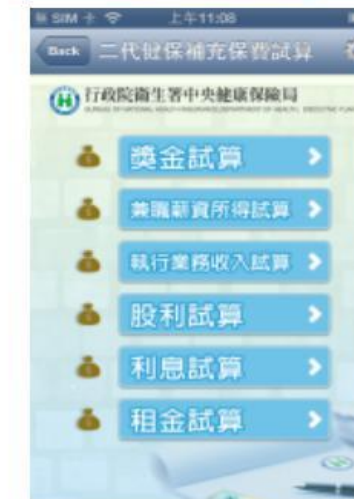 無 SIM 卡 上午11:08
Back 二代健保補充保費試算
行政院衛生署中央健康保險局
獎金試算
兼職薪資所得試算
執行業務收入試算
股利試算
利息試算
租金試算